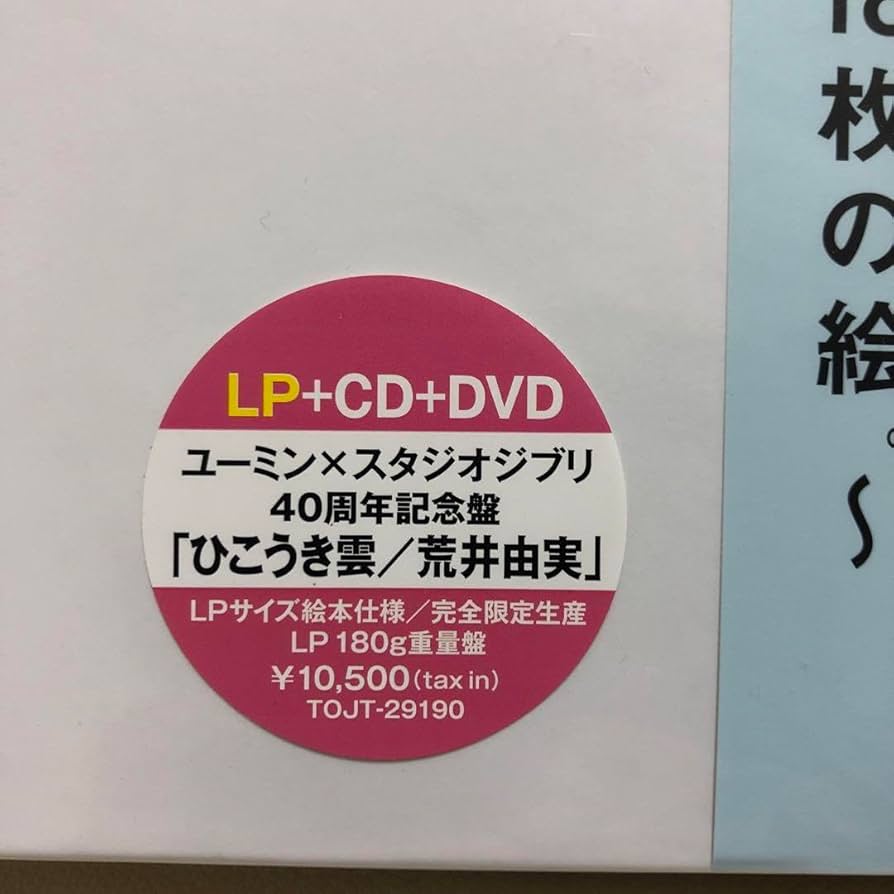 枚の絵。〜
LP+CD+DVD
ユーミン×スタジオジブリ
40周年記念盤
「ひこうき雲／荒井由実」
LPサイズ絵本仕様／完全限定生産
LP 180g重量盤
¥10,500(tax in)
TOJT-29190